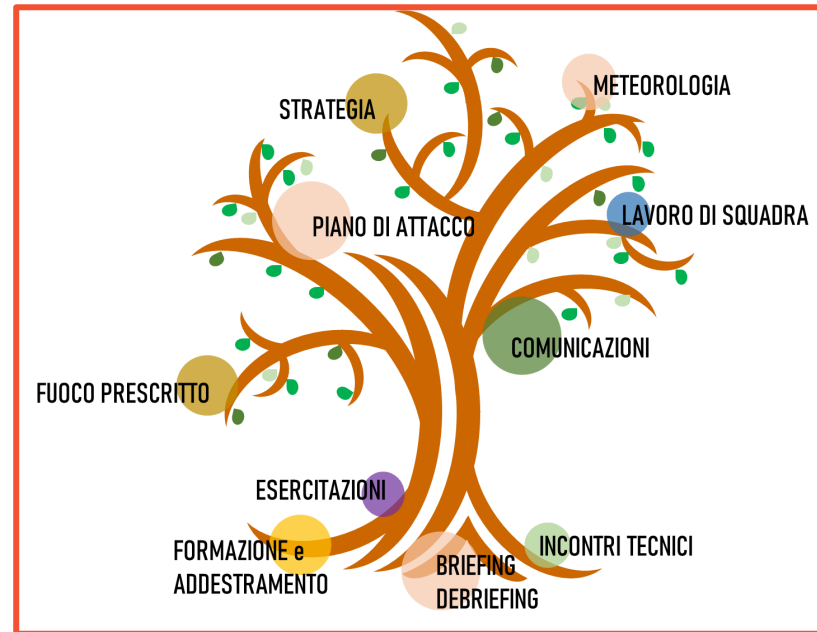 METEOROLOGIA
STRATEGIA
LAVORO DI SQUADRA
PIANO DI ATTACCO
COMUNICAZIONI
FUOCO PRESCRITTO
ESERCITAZIONI
FORMAZIONE e
ADDESTRAMENTO
BRIEFING
DEBRIEFING
INCONTRI TECNICI